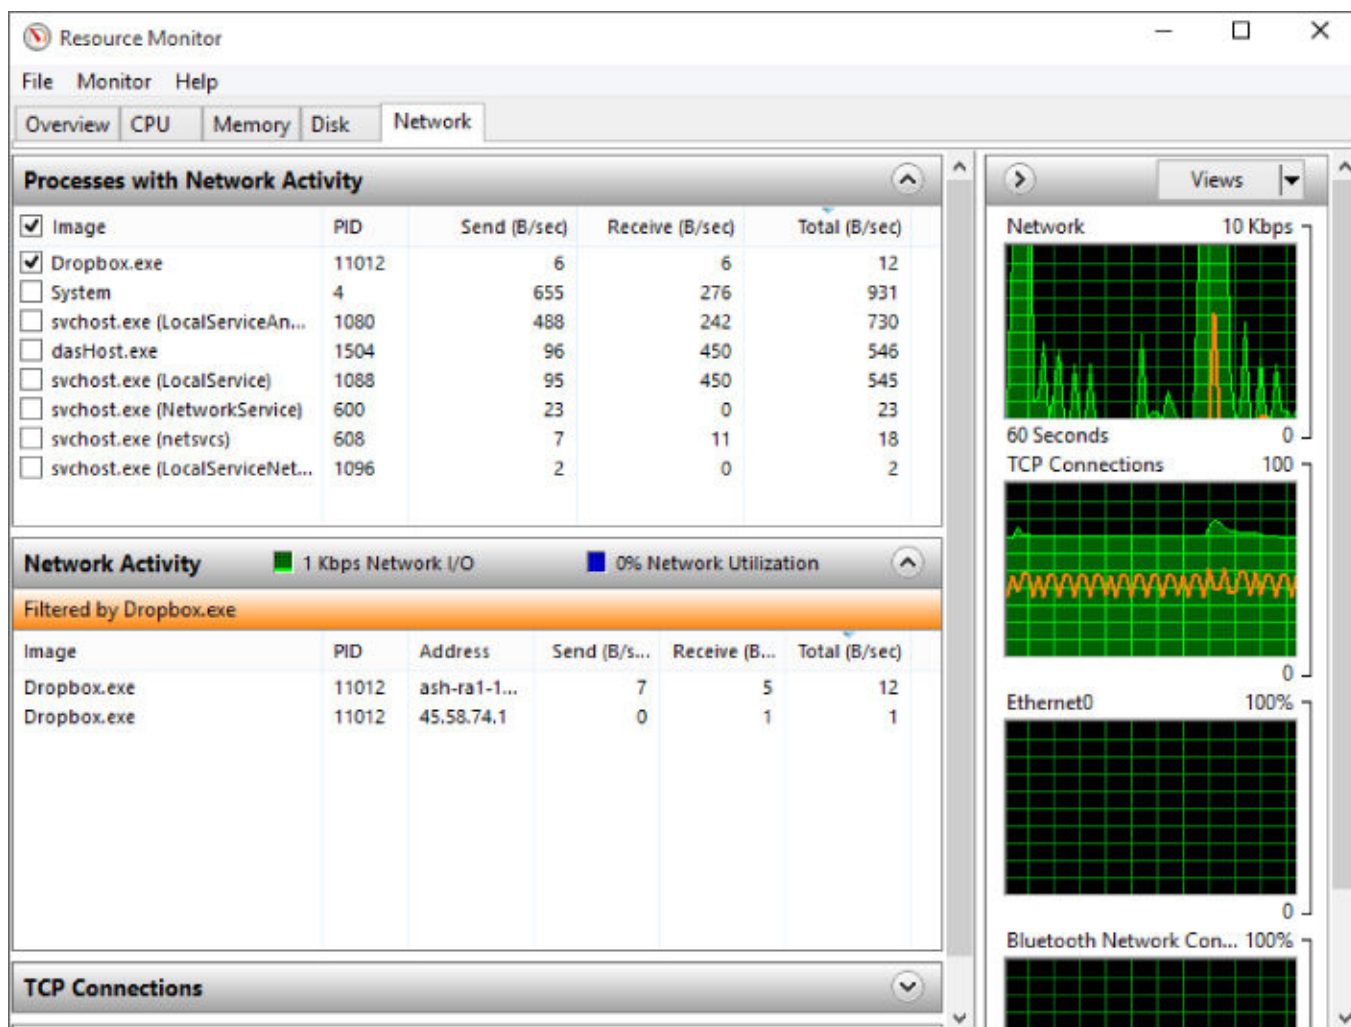 Resource Monitor
File Monitor Help
Overview CPU Memory Disk Network
Processes with Network Activity
Image PID Send (B/sec) Receive (B/sec) Total (B/sec)
Dropbox.exe 11012 6 6 12
System 4 655 276 931
svchost.exe (LocalServiceAn... 1080 488 242 730
dasHost.exe 1504 96 450 546
svchost.exe (LocalService) 1088 95 450 545
svchost.exe (NetworkService) 600 23 0 23
svchost.exe (netsvcs) 608 7 11 18
svchost.exe (LocalServiceNet... 1096 2 0 2
Network Activity 1 Kbps Network I/O 0% Network Utilization
Filtered by Dropbox.exe
Image PID Address Send (B/s... Receive (B... Total (B/sec)
Dropbox.exe 11012 ash-ra1-1... 7 5 12
Dropbox.exe 11012 45.58.74.1 0 1 1
TCP Connections
Views
Network 10 Kbps
60 Seconds 0
TCP Connections 100
0
Ethernet0 100%
0
Bluetooth Network Con... 100%